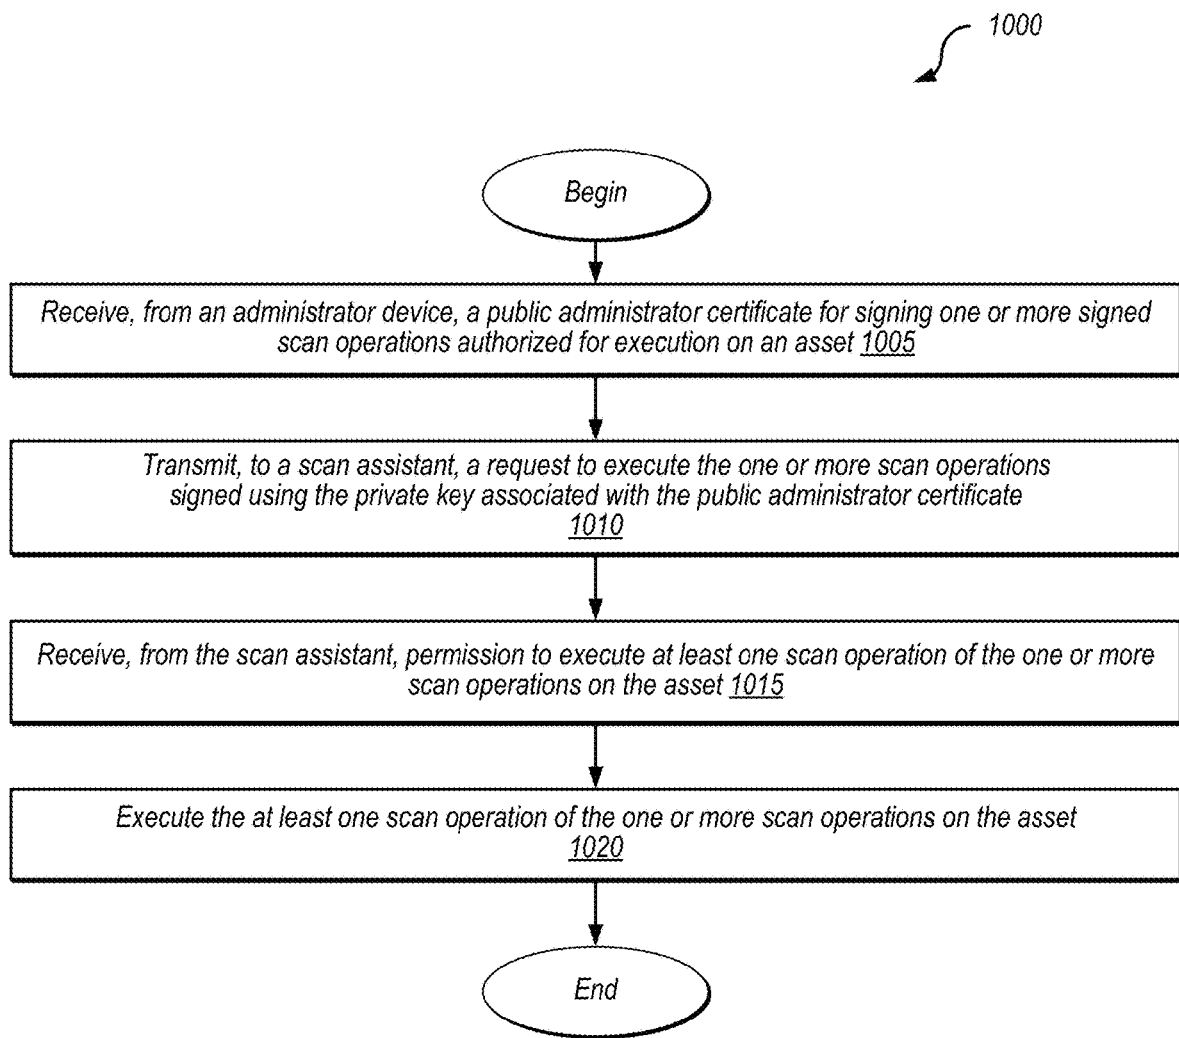 1000
Begin
Receive, from an administrator device, a public administrator certificate for signing one or more signed
scan operations authorized for execution on an asset 1005
Transmit, to a scan assistant, a request to execute the one or more scan operations
signed using the private key associated with the public administrator certificate
1010
Receive, from the scan assistant, permission to execute at least one scan operation of the one or more
scan operations on the asset 1015
Execute the at least one scan operation of the one or more scan operations on the asset
1020
End